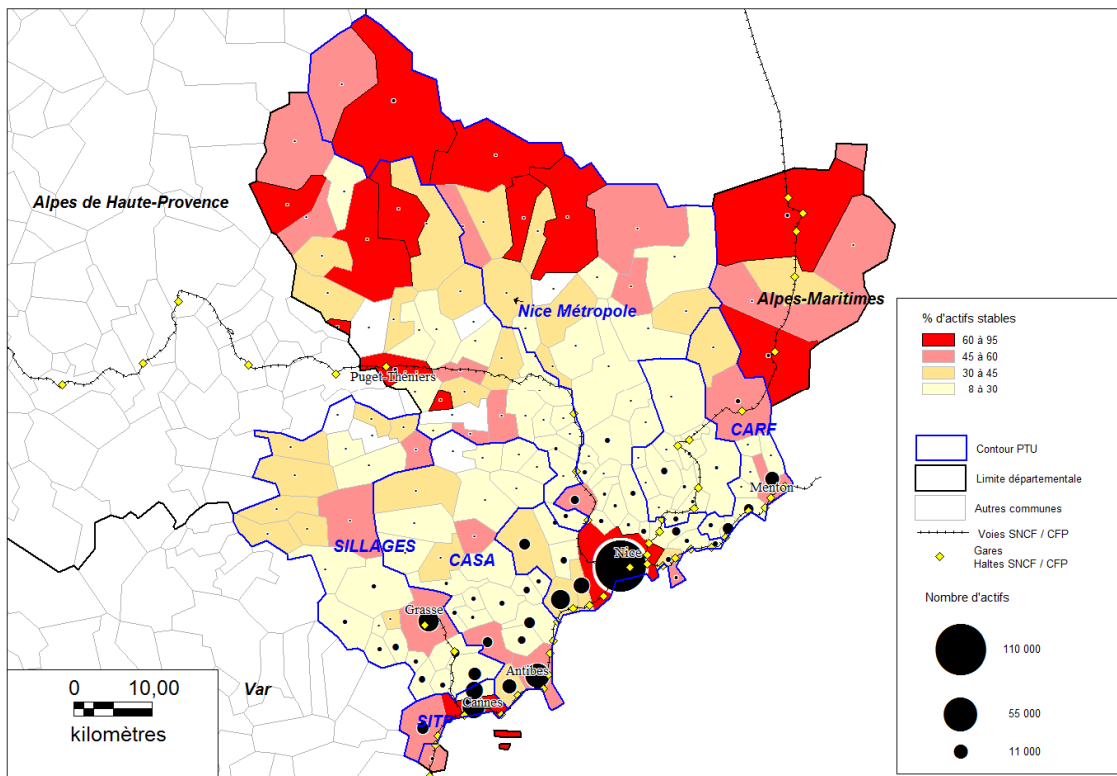 Alpes de Haute-Provence
Nice Métropole
Alpes-Maritimes
Puget-Théniers
CARF
Menton
SILLAGES
CASA
Nice
Grasse
Antibes
Cannes
SITP
Var
0 10,00
kilomètres
% d'actifs stables
60 à 95
45 à 60
30 à 45
8 à 30
Contour PTU
Limite départementale
Autres communes
Voies SNCF / CFP
Gares
Haltes SNCF / CFP
Nombre d'actifs
110 000
55 000
11 000